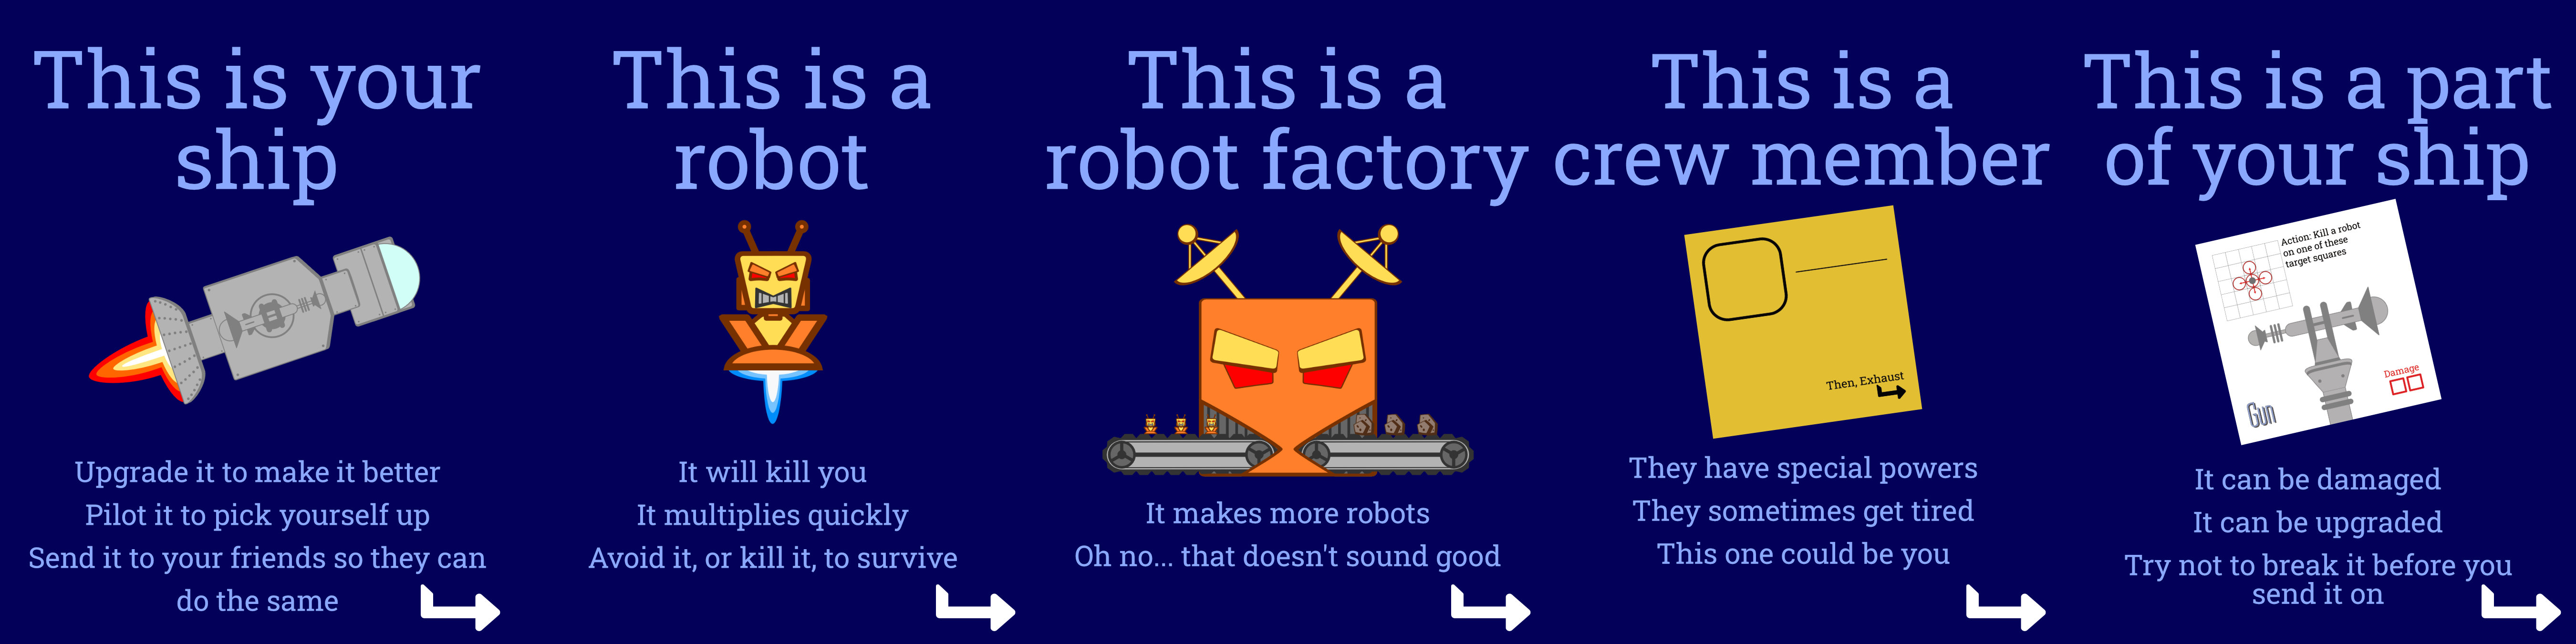 This is your
ship
Upgrade it to make it better
Pilot it to pick yourself up
Send it to your friends so they can
do the same
This is a
robot
It will kill you
It multiplies quickly
Avoid it, or kill it, to survive
This is a
robot factory
It makes more robots
Oh no... that doesn't sound good
This is a
crew member
Then, Exhaust
They have special powers
They sometimes get tired
This one could be you
This is a part
of your ship
Action: Kill a robot
on one of these
target squares
Damage
Gun
It can be damaged
It can be upgraded
Try not to break it before you
send it on